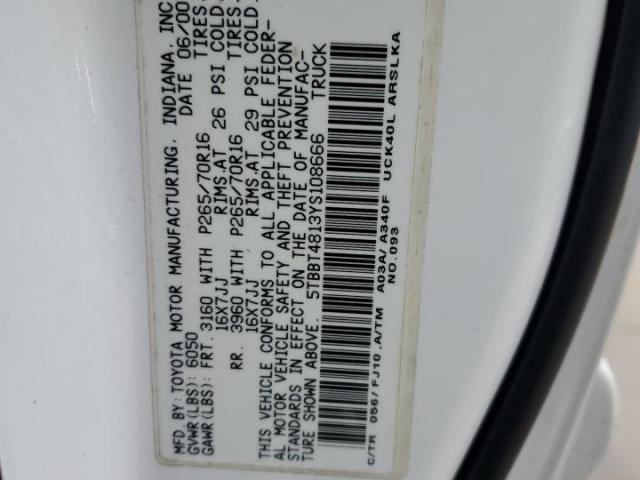 MFD. BY: TOYOTA MOTOR MANUFACTURING, INDIANA, INC
GVWR(LBS): 6050 DATE 06/00
GAWR(LBS): FRT. 3160 WITH P265/70R16 TIRES.
16X7JJ RIMS.AT 26 PSI COLD.
RR. 3960 WITH P265/70R16 TIRES.
16X7JJ RIMS.AT 29 PSI COLD.
THIS VEHICLE CONFORMS TO ALL APPLICABLE FEDER-
AL MOTOR VEHICLE SAFETY AND THEFT PREVENTION
STANDARDS IN EFFECT ON THE DATE OF MANUFAC-
TURE SHOWN ABOVE. 5TBBT4813YS108666 TRUCK
C/TR 056/FJ10 ,A/TM A03A/A340F UCK40L ARSLKA
NO.093